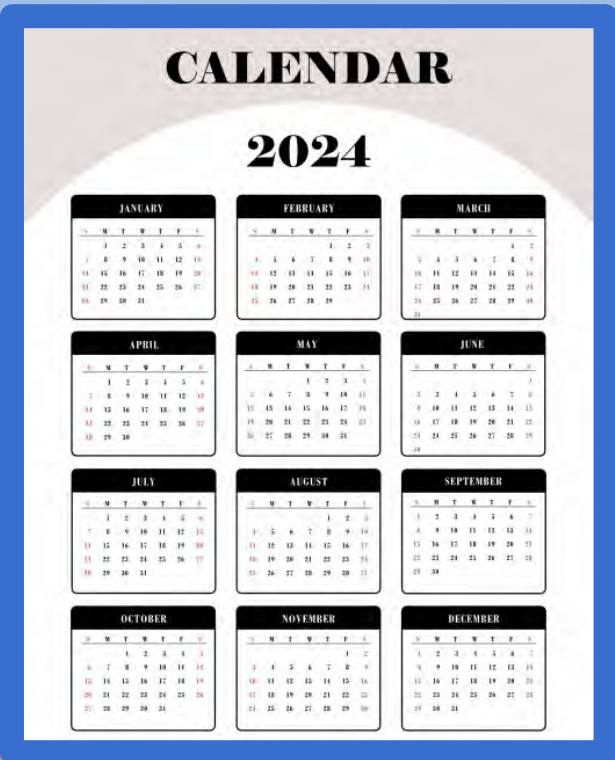 CALENDAR
2024
JANUARY
S M T W T F S
1 2 3 4 5 6
7 8 9 10 11 12 13
14 15 16 17 18 19 20
21 22 23 24 25 26 27
28 29 30 31
FEBRUARY
S M T W T F S
1 2 3
4 5 6 7 8 9 10
11 12 13 14 15 16 17
18 19 20 21 22 23 24
25 26 27 28 29
MARCH
S M T W T F S
1 2
3 4 5 6 7 8 9
10 11 12 13 14 15 16
17 18 19 20 21 22 23
24 25 26 27 28 29 30
31
APRIL
S M T W T F S
1 2 3 4 5 6
7 8 9 10 11 12 13
14 15 16 17 18 19 20
21 22 23 24 25 26 27
28 29 30
MAY
S M T W T F S
1 2 3 4
5 6 7 8 9 10 11
12 13 14 15 16 17 18
19 20 21 22 23 24 25
26 27 28 29 30 31
JUNE
S M T W T F S
1
2 3 4 5 6 7 8
9 10 11 12 13 14 15
16 17 18 19 20 21 22
23 24 25 26 27 28 29
30
JULY
S M T W T F S
1 2 3 4 5 6
7 8 9 10 11 12 13
14 15 16 17 18 19 20
21 22 23 24 25 26 27
28 29 30 31
AUGUST
S M T W T F S
1 2 3
4 5 6 7 8 9 10
11 12 13 14 15 16 17
18 19 20 21 22 23 24
25 26 27 28 29 30 31
SEPTEMBER
S M T W T F S
1 2 3 4 5 6 7
8 9 10 11 12 13 14
15 16 17 18 19 20 21
22 23 24 25 26 27 28
29 30
OCTOBER
S M T W T F S
1 2 3 4 5
6 7 8 9 10 11 12
13 14 15 16 17 18 19
20 21 22 23 24 25 26
27 28 29 30 31
NOVEMBER
S M T W T F S
1 2
3 4 5 6 7 8 9
10 11 12 13 14 15 16
17 18 19 20 21 22 23
24 25 26 27 28 29 30
DECEMBER
S M T W T F S
1 2 3 4 5 6 7
8 9 10 11 12 13 14
15 16 17 18 19 20 21
22 23 24 25 26 27 28
29 30 31